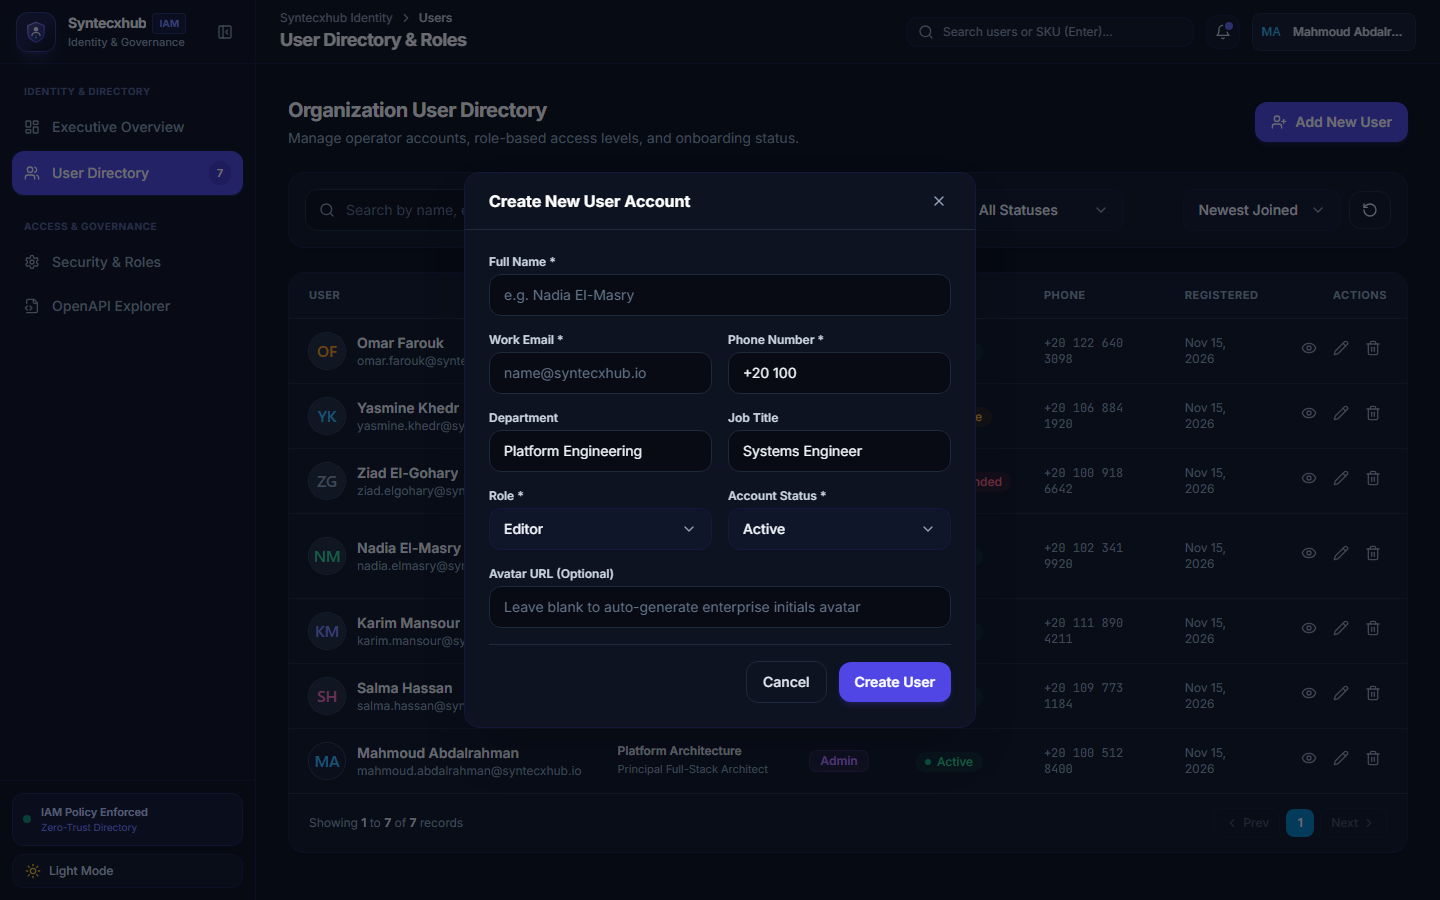 Syntecxhub IAM
Identity & Governance
Syntecxhub Identity > Users
User Directory & Roles
Search users or SKU (Enter)...
MA Mahmoud Abdalr...
IDENTITY & DIRECTORY
Executive Overview
User Directory 7
ACCESS & GOVERNANCE
Security & Roles
OpenAPI Explorer
IAM Policy Enforced
Zero-Trust Directory
Light Mode
Organization User Directory
Manage operator accounts, role-based access levels, and onboarding status.
Add New User
Search by name, e
All Statuses
Newest Joined
USER
PHONE
REGISTERED
ACTIONS
OF
Omar Farouk
omar.farouk@synte
+20 122 640
3098
Nov 15,
2026
YK
Yasmine Khedr
yasmine.khedr@sy
e
+20 106 884
1920
Nov 15,
2026
ZG
Ziad El-Gohary
ziad.elgohary@syn
nded
+20 100 918
6642
Nov 15,
2026
NM
Nadia El-Masry
nadia.elmasry@syn
+20 102 341
9920
Nov 15,
2026
KM
Karim Mansour
karim.mansour@sy
+20 111 890
4211
Nov 15,
2026
SH
Salma Hassan
salma.hassan@synt
+20 109 773
1184
Nov 15,
2026
MA
Mahmoud Abdalrahman
mahmoud.abdalrahman@syntecxhub.io
Platform Architecture
Principal Full-Stack Architect
Admin
Active
+20 100 512
8400
Nov 15,
2026
Showing 1 to 7 of 7 records
Prev 1 Next
Create New User Account
Full Name *
e.g. Nadia El-Masry
Work Email *
name@syntecxhub.io
Phone Number *
+20 100
Department
Platform Engineering
Job Title
Systems Engineer
Role *
Editor
Account Status *
Active
Avatar URL (Optional)
Leave blank to auto-generate enterprise initials avatar
Cancel
Create User